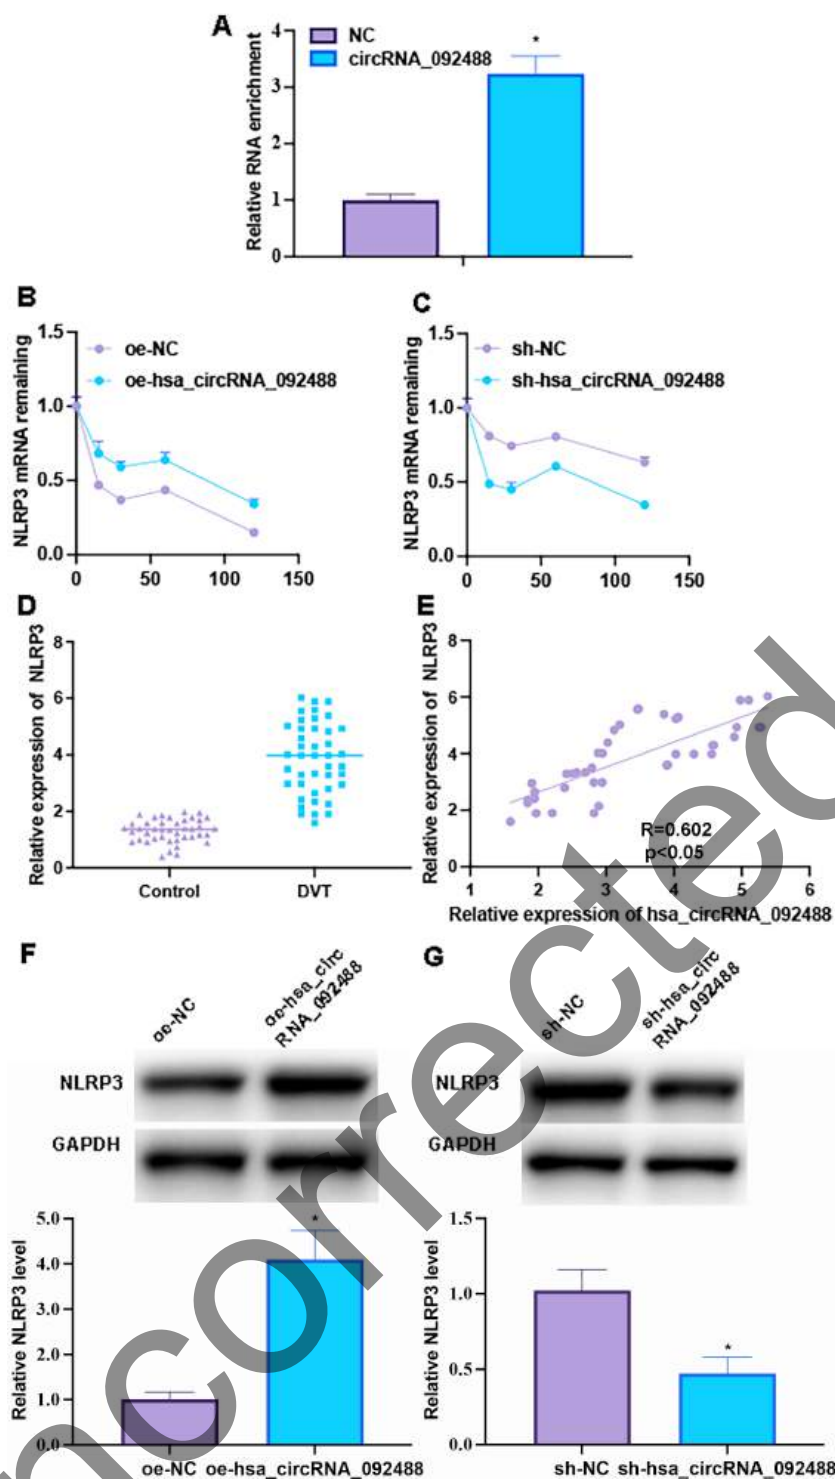 A
NC
circRNA_092488
*
Relative RNA enrichment
4
3
2
1
0
B
oe-NC
oe-hsa_circRNA_092488
NLRP3 mRNA remaining
1.5
1.0
0.5
0.0
0
50
100
150
C
sh-NC
sh-hsa_circRNA_092488
NLRP3 mRNA remaining
1.5
1.0
0.5
0.0
0
50
100
150
D
Relative expression of NLRP3
8
6
4
2
0
Control
DVT
E
Relative expression of NLRP3
8
6
4
2
0
R=0.602
p<0.05
1
2
3
4
5
6
Relative expression of hsa_circRNA_092488
F
oe-NC
oe-hsa_circ
RNA_092488
NLRP3
GAPDH
Relative NLRP3 level
5.0
4.0
3.0
2.0
1.0
0.0
*
oe-NC
oe-hsa_circRNA_092488
G
sh-NC
sh-hsa_circ
RNA_092488
NLRP3
GAPDH
Relative NLRP3 level
1.5
1.0
0.5
0.0
*
sh-NC
sh-hsa_circRNA_092488
ncorrected